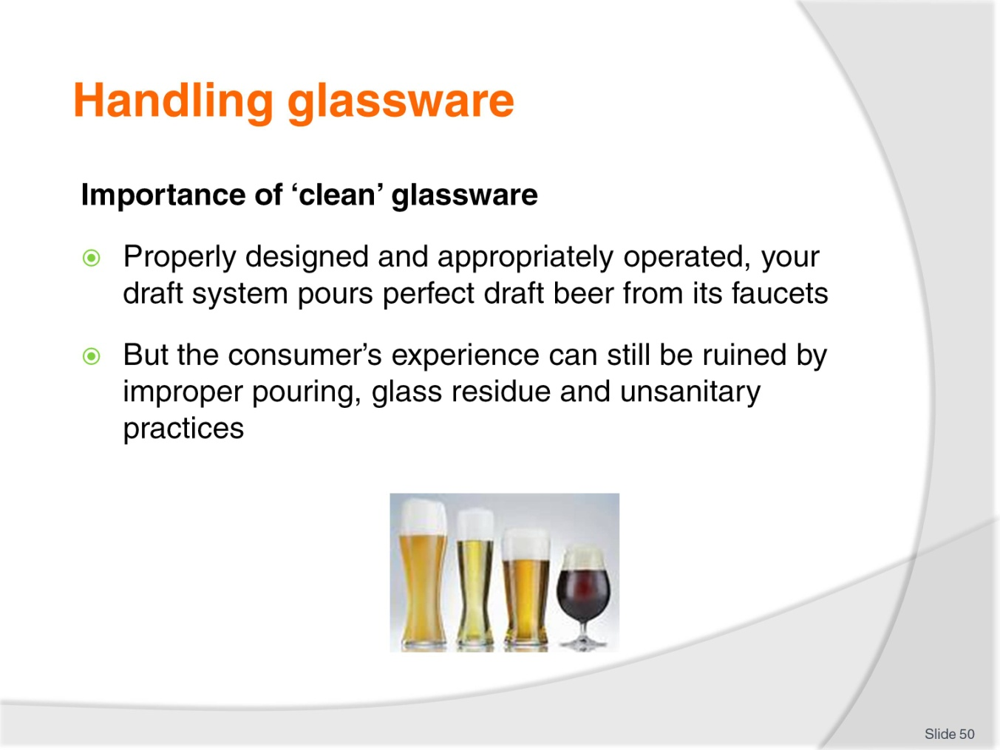 Handling glassware
Importance of ‘clean’ glassware
Properly designed and appropriately operated, your
draft system pours perfect draft beer from its faucets
But the consumer’s experience can still be ruined by
improper pouring, glass residue and unsanitary
practices
Slide 50